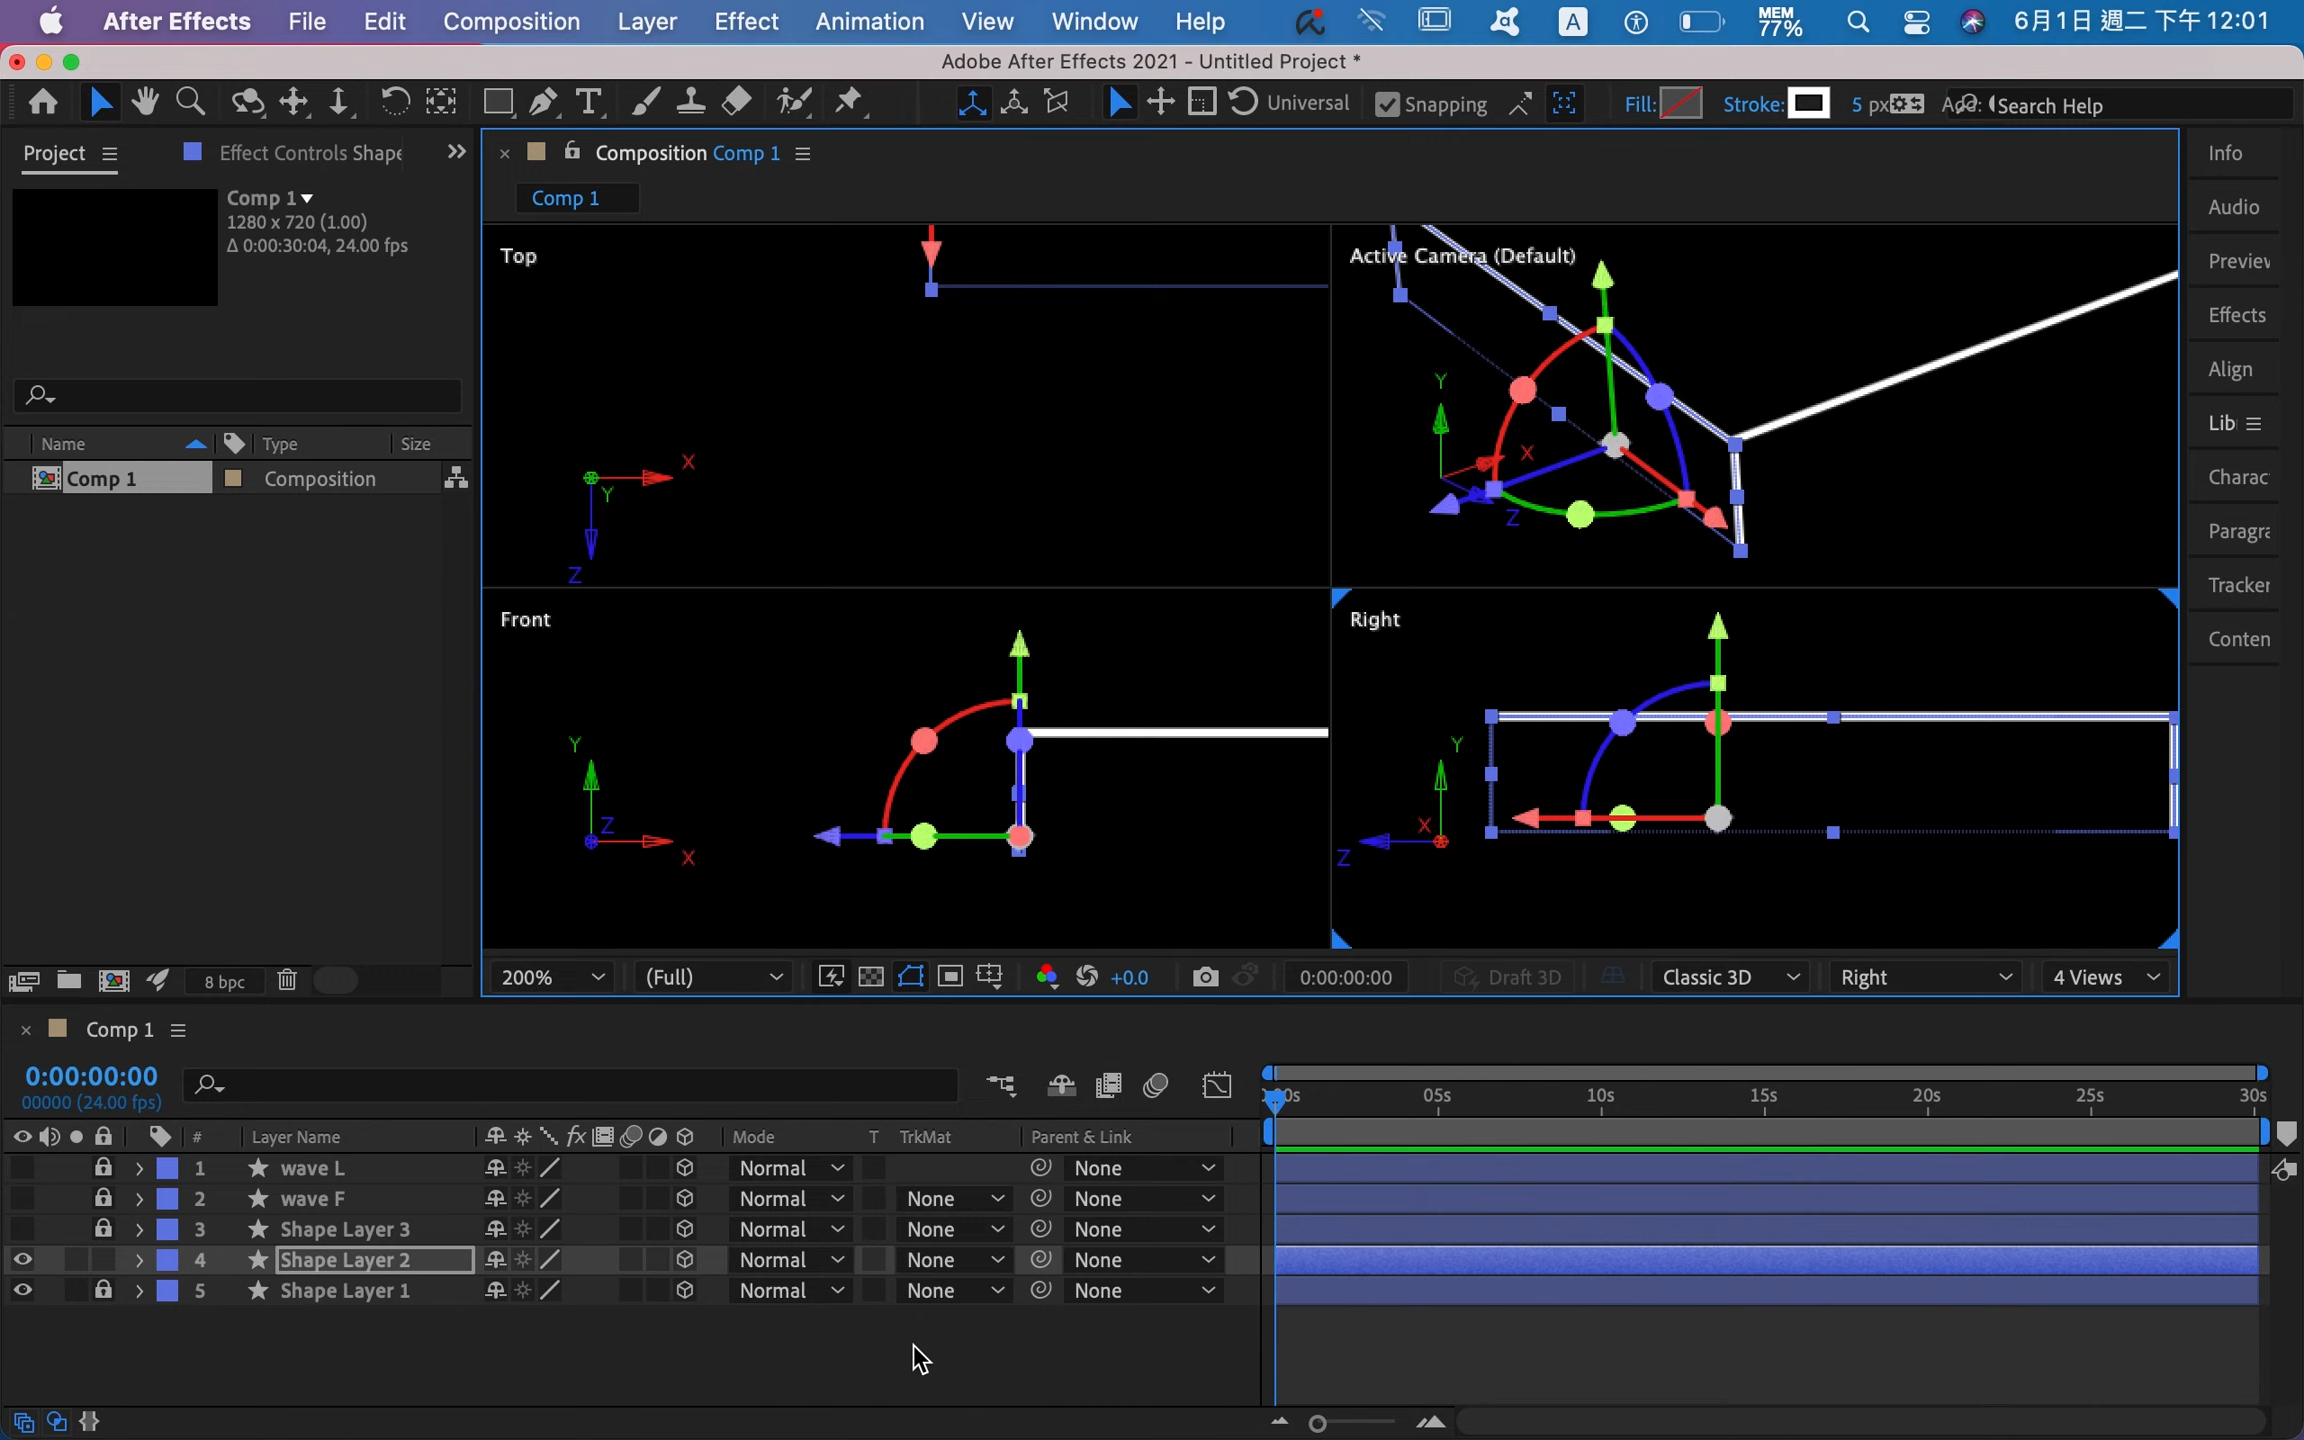 After Effects File Edit Composition Layer Effect Animation View Window Help A MEM 77% 6月1日 週二 下午 12:01
Adobe After Effects 2021 - Untitled Project *
T Universal Snapping Fill: Stroke: 5 px Add: Search Help
Project Effect Controls Shape
Composition Comp 1
Comp 1
Comp 1
1280 x 720 (1.00)
Δ 0:00:30:04, 24.00 fps
Name Type Size
Comp 1 Composition
8 bpc
Top
X
Y
Z
Active Camera (Default)
Y
X
Z
Front
Y
Z
X
Right
Y
X
Z
Info
Audio
Preview
Effects
Align
Lib
Charac
Paragra
Tracker
Conten
200% (Full) +0.0 0:00:00:00 Draft 3D Classic 3D Right 4 Views
Comp 1
0:00:00:00
00000 (24.00 fps)
00s 05s 10s 15s 20s 25s 30s
# Layer Name fx Mode T TrkMat Parent & Link
1 wave L Normal None
2 wave F Normal None None
3 Shape Layer 3 Normal None None
4 Shape Layer 2 Normal None None
5 Shape Layer 1 Normal None None